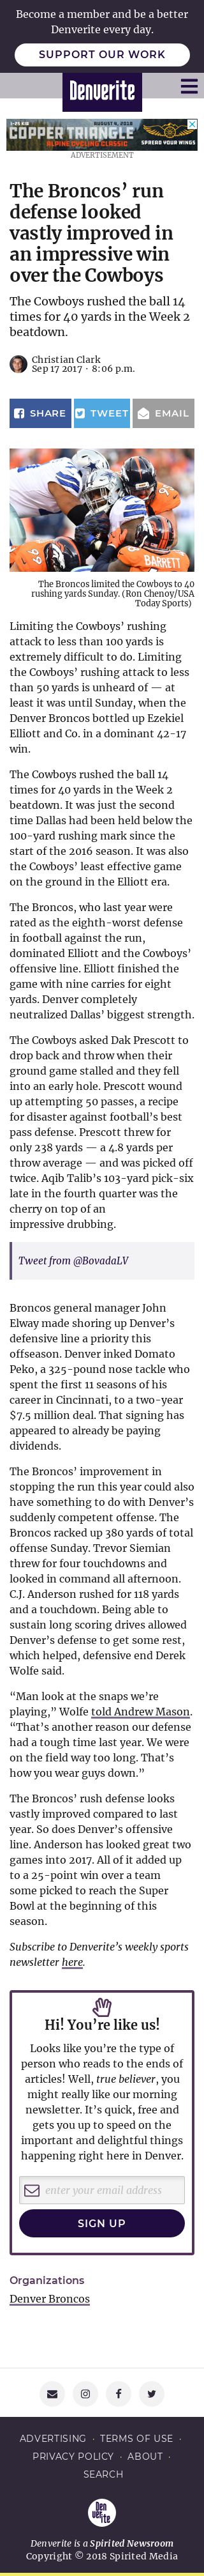 Become a member and be a better
Denverite every day.
SUPPORT OUR WORK
Denverite
COPPER TRIANGLE
ALPINE CYCLING CLASSIC
AUGUST 4, 2018
SPREAD YOUR WINGS
ADVERTISEMENT
The Broncos’ run
defense looked
vastly improved in
an impressive win
over the Cowboys
The Cowboys rushed the ball 14
times for 40 yards in the Week 2
beatdown.
Christian Clark
Sep 17 2017 · 8:06 p.m.
SHARE
TWEET
EMAIL
BARRETT
The Broncos limited the Cowboys to 40
rushing yards Sunday. (Ron Chenoy/USA
Today Sports)
Limiting the Cowboys’ rushing
attack to less than 100 yards is
extremely difficult to do. Limiting
the Cowboys’ rushing attack to less
than 50 yards is unheard of — at
least it was until Sunday, when the
Denver Broncos bottled up Ezekiel
Elliott and Co. in a dominant 42-17
win.
The Cowboys rushed the ball 14
times for 40 yards in the Week 2
beatdown. It was just the second
time Dallas had been held below the
100-yard rushing mark since the
start of the 2016 season. It was also
the Cowboys’ least effective game
on the ground in the Elliott era.
The Broncos, who last year were
rated as the eighth-worst defense
in football against the run,
dominated Elliott and the Cowboys’
offensive line. Elliott finished the
game with nine carries for eight
yards. Denver completely
neutralized Dallas’ biggest strength.
The Cowboys asked Dak Prescott to
drop back and throw when their
ground game stalled and they fell
into an early hole. Prescott wound
up attempting 50 passes, a recipe
for disaster against football’s best
pass defense. Prescott threw for
only 238 yards — a 4.8 yards per
throw average — and was picked off
twice. Aqib Talib’s 103-yard pick-six
late in the fourth quarter was the
cherry on top of an
impressive drubbing.
Tweet from @BovadaLV
Broncos general manager John
Elway made shoring up Denver’s
defensive line a priority this
offseason. Denver inked Domato
Peko, a 325-pound nose tackle who
spent the first 11 seasons of his
career in Cincinnati, to a two-year
$7.5 million deal. That signing has
appeared to already be paying
dividends.
The Broncos’ improvement in
stopping the run this year could also
have something to do with Denver’s
suddenly competent offense. The
Broncos racked up 380 yards of total
offense Sunday. Trevor Siemian
threw for four touchdowns and
looked in command all afternoon.
C.J. Anderson rushed for 118 yards
and a touchdown. Being able to
sustain long scoring drives allowed
Denver’s defense to get some rest,
which helped, defensive end Derek
Wolfe said.
“Man look at the snaps we’re
playing,” Wolfe told Andrew Mason.
“That’s another reason our defense
had a tough time last year. We were
on the field way too long. That’s
how you wear guys down.”
The Broncos’ rush defense looks
vastly improved compared to last
year. So does Denver’s offensive
line. Anderson has looked great two
games into 2017. All of it added up
to a 25-point win over a team
some picked to reach the Super
Bowl at the beginning of this
season.
Subscribe to Denverite’s weekly sports
newsletter here.
Hi! You’re like us!
Looks like you’re the type of
person who reads to the ends of
articles! Well, true believer, you
might really like our morning
newsletter. It’s quick, free and
gets you up to speed on the
important and delightful things
happening right here in Denver.
enter your email address
SIGN UP
Organizations
Denver Broncos
ADVERTISING · TERMS OF USE ·
PRIVACY POLICY · ABOUT ·
SEARCH
Den
ver
ite
Denverite is a Spirited Newsroom
Copyright © 2018 Spirited Media